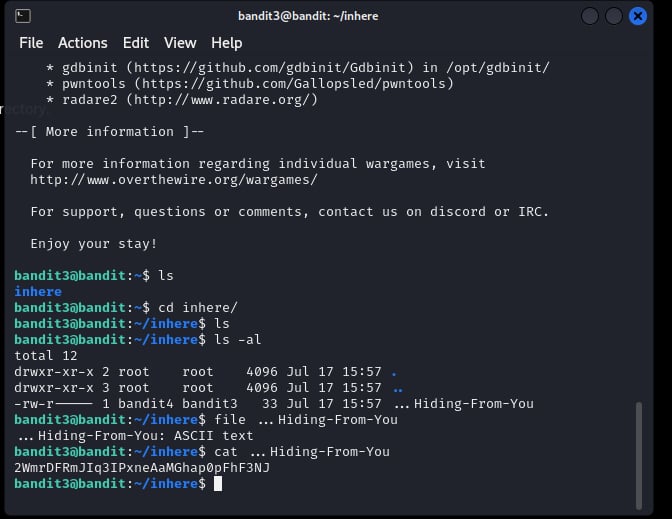 bandit3@bandit: ~/inhere
File Actions Edit View Help
* gdbinit (https://github.com/gdbinit/Gdbinit) in /opt/gdbinit/
* pwntools (https://github.com/Gallopsled/pwntools)
* radare2 (http://www.radare.org/)
--[ More information ]--
For more information regarding individual wargames, visit
http://www.overthewire.org/wargames/
For support, questions or comments, contact us on discord or IRC.
Enjoy your stay!
bandit3@bandit:~$ ls
inhere
bandit3@bandit:~$ cd inhere/
bandit3@bandit:~/inhere$ ls
bandit3@bandit:~/inhere$ ls -al
total 12
drwxr-xr-x 2 root    root    4096 Jul 17 15:57 .
drwxr-xr-x 3 root    root    4096 Jul 17 15:57 ..
-rw-r----- 1 bandit4 bandit3   33 Jul 17 15:57 ...Hiding-From-You
bandit3@bandit:~/inhere$ file ...Hiding-From-You
...Hiding-From-You: ASCII text
bandit3@bandit:~/inhere$ cat ...Hiding-From-You
2WmrDFRmJIq3IPxneAaMGhap0pFhF3NJ
bandit3@bandit:~/inhere$